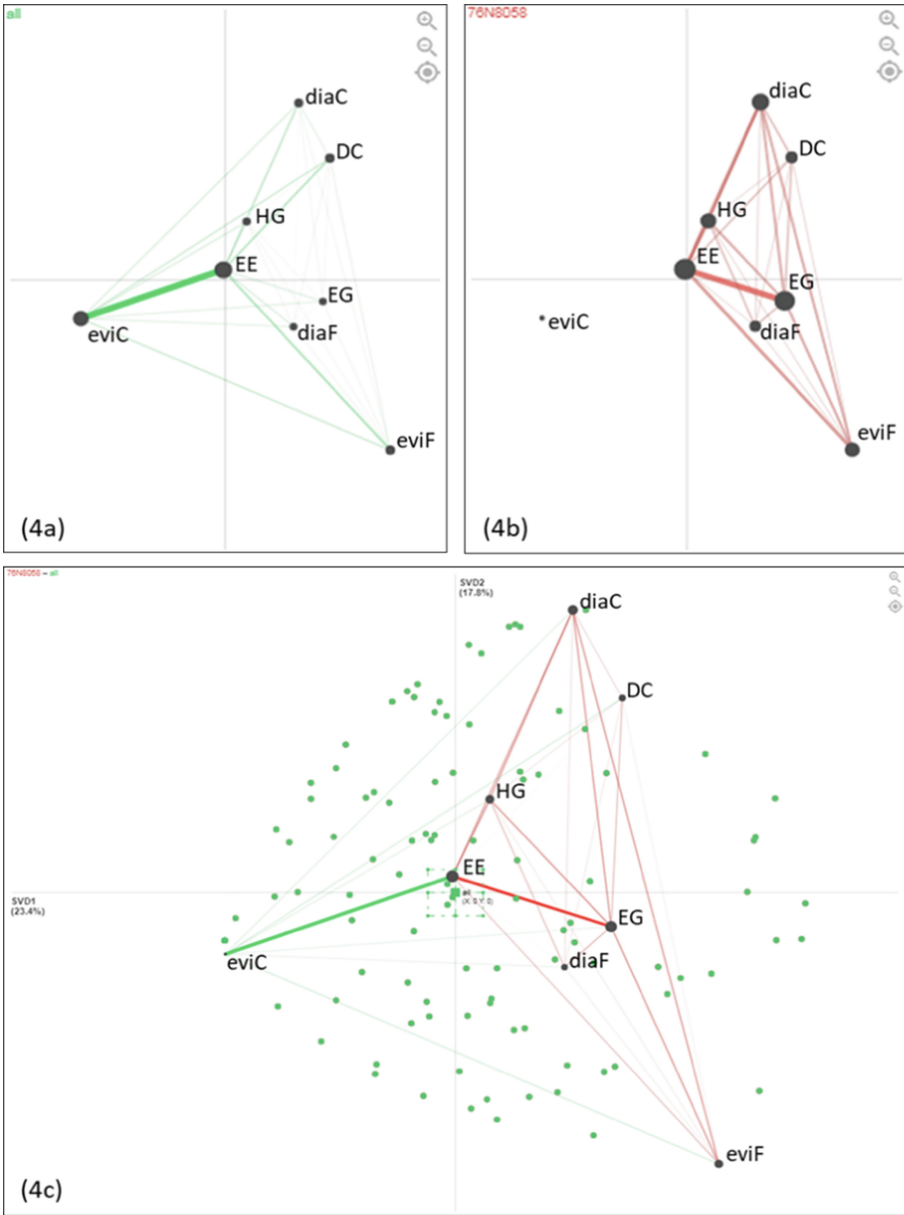 all
diaC
DC
HG
EE
EG
eviC
diaF
eviF
(4a)
76N8058
diaC
DC
HG
EE
EG
eviC
diaF
eviF
(4b)
76N8058 – all
SVD2
(17.8%)
diaC
DC
HG
EE
all
(X: 0 Y: 0)
SVD1
(23.4%)
EG
eviC
diaF
eviF
(4c)